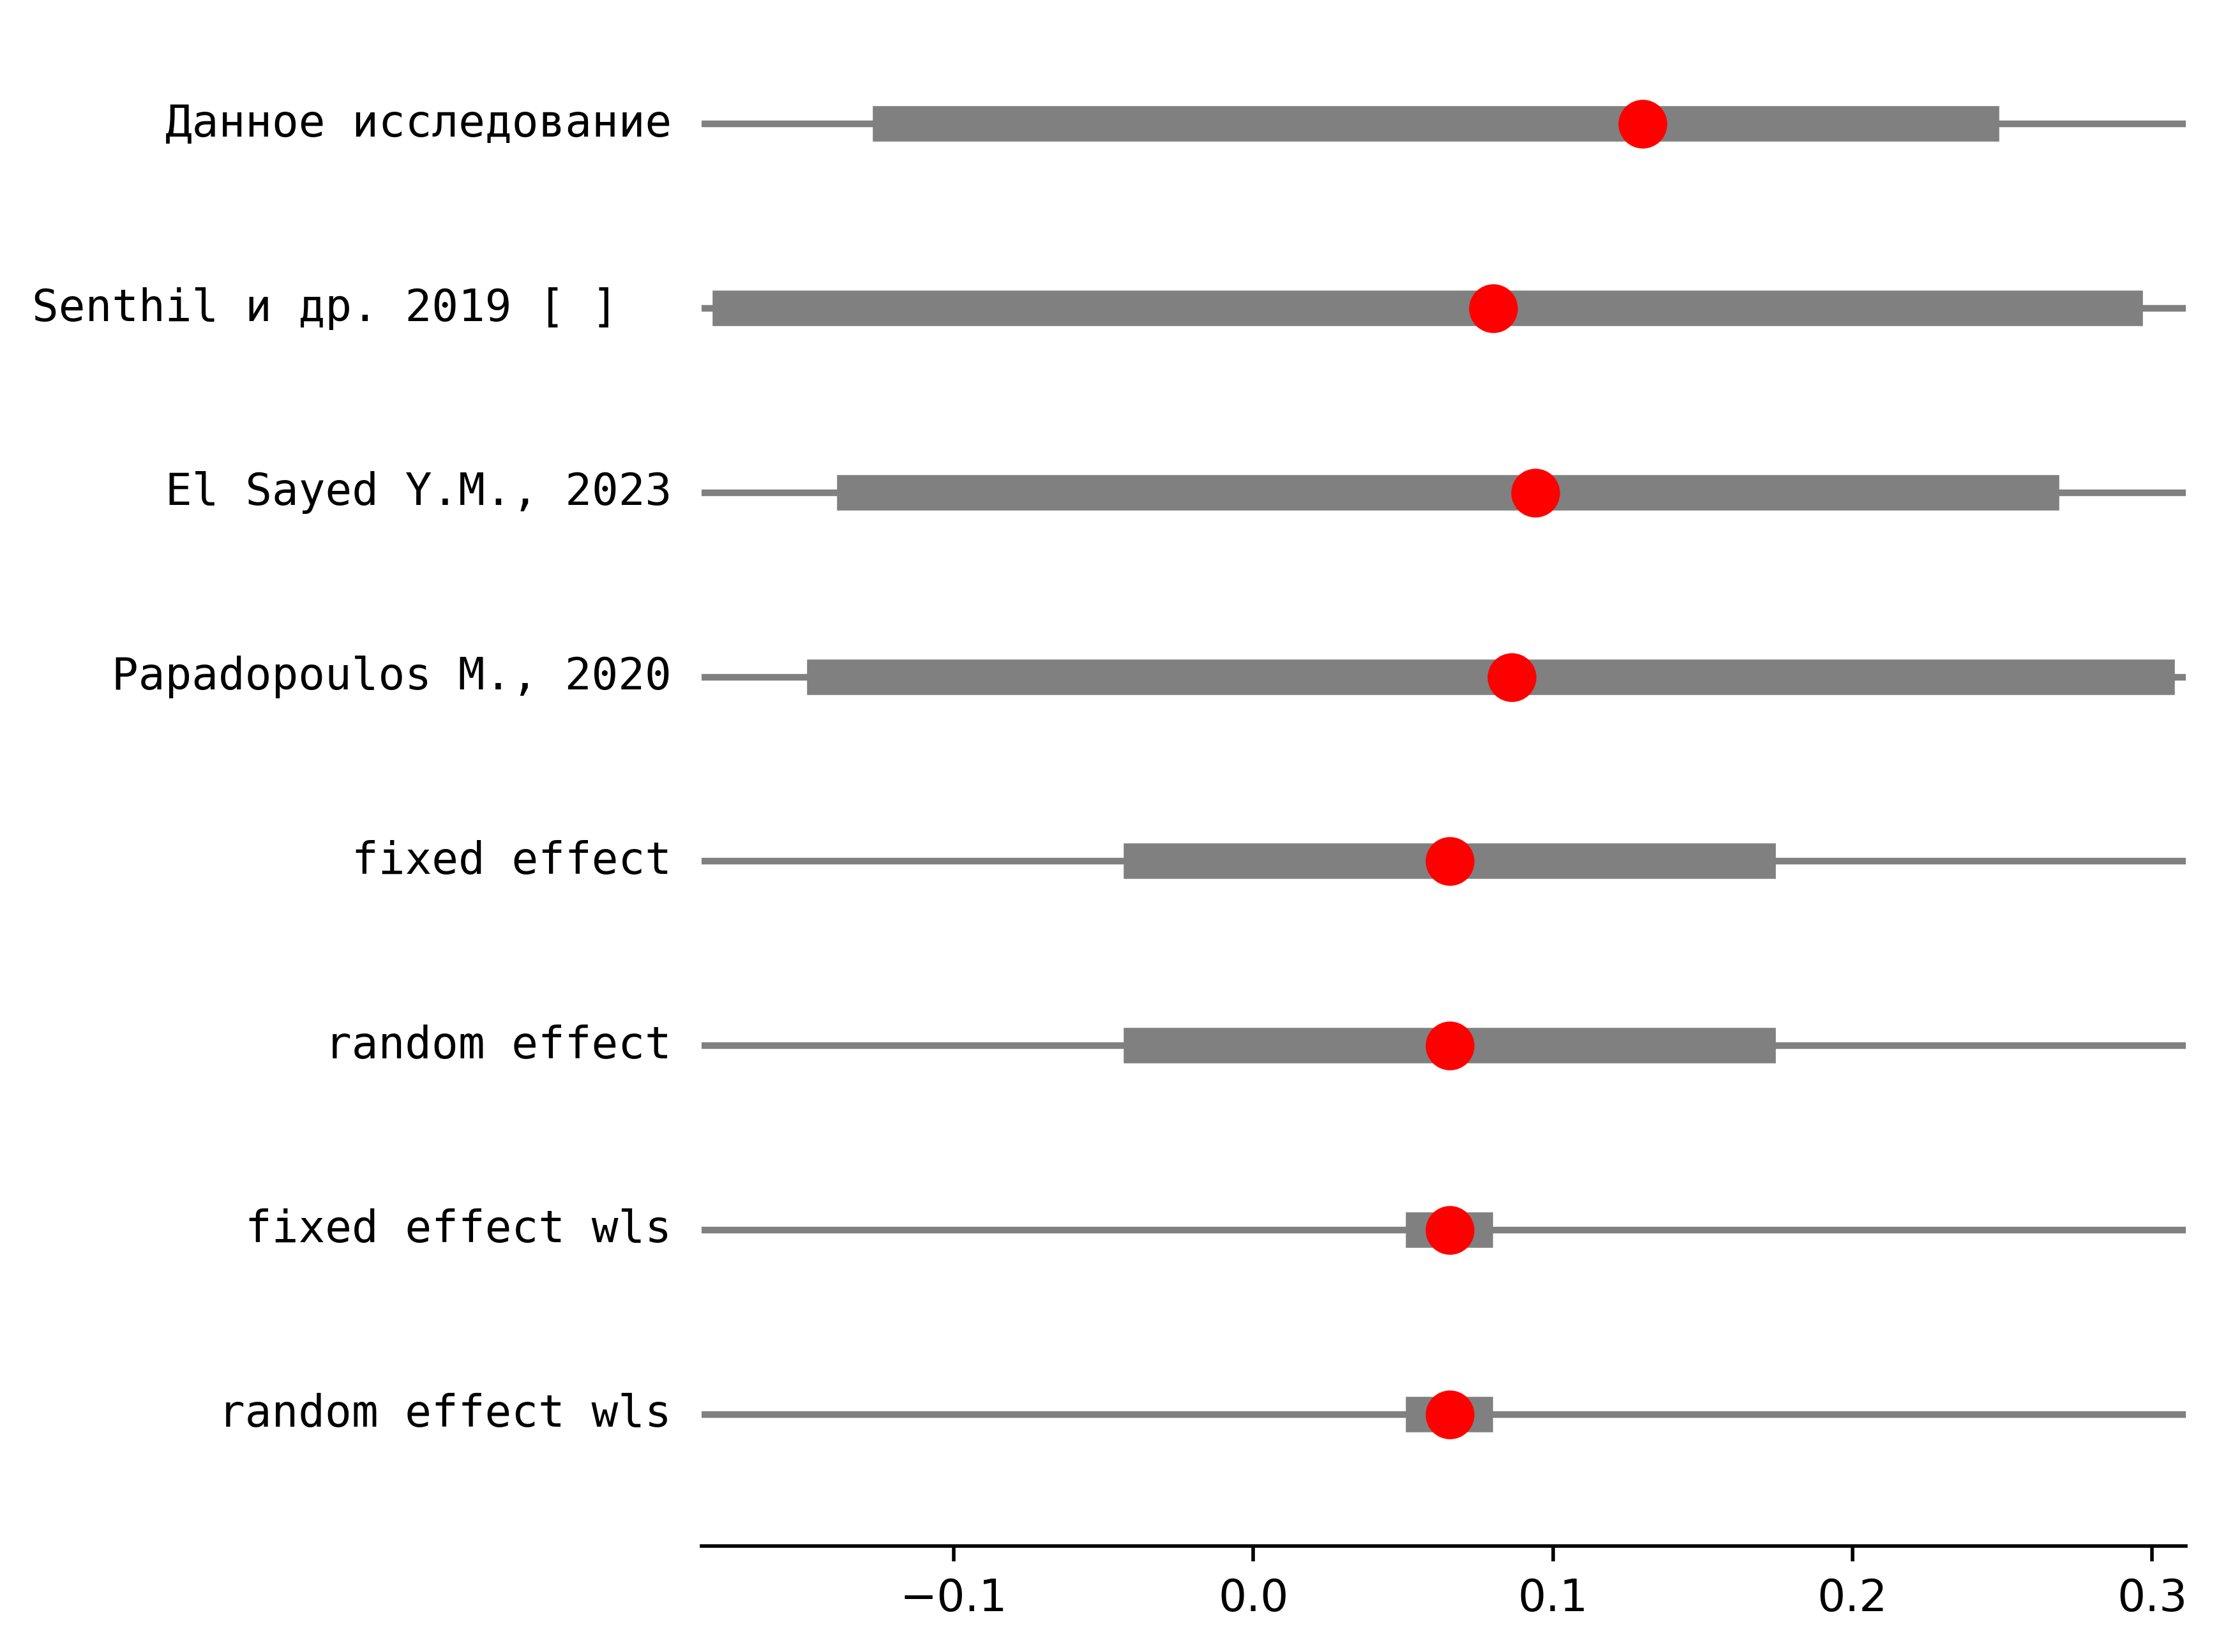 Данное исследование
Senthil и др. 2019 [ ]
El Sayed Y.M., 2023
Papadopoulos M., 2020
fixed effect
random effect
fixed effect wls
random effect wls
−0.1 0.0 0.1 0.2 0.3